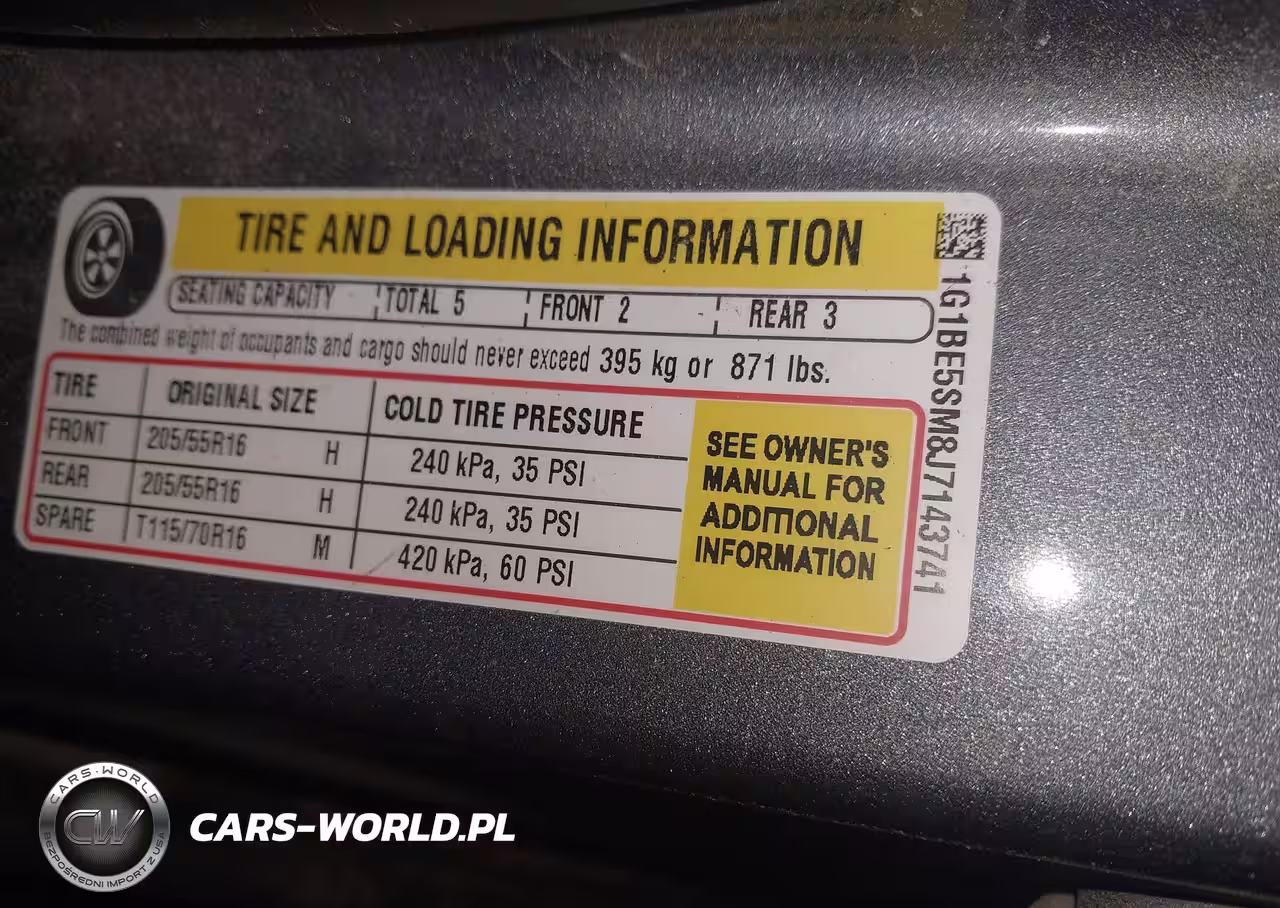 TIRE AND LOADING INFORMATION
SEATING CAPACITY TOTAL 5 FRONT 2 REAR 3
The combined weight of occupants and cargo should never exceed 395 kg or 871 lbs.
TIRE ORIGINAL SIZE COLD TIRE PRESSURE
FRONT 205/55R16 H 240 kPa, 35 PSI
REAR 205/55R16 H 240 kPa, 35 PSI
SPARE T115/70R16 M 420 kPa, 60 PSI
SEE OWNER'S
MANUAL FOR
ADDITIONAL
INFORMATION
1G1BE5SM8J7143741
CARS-WORLD
CW
BEZPOŚREDNI IMPORT Z USA
CARS-WORLD.PL